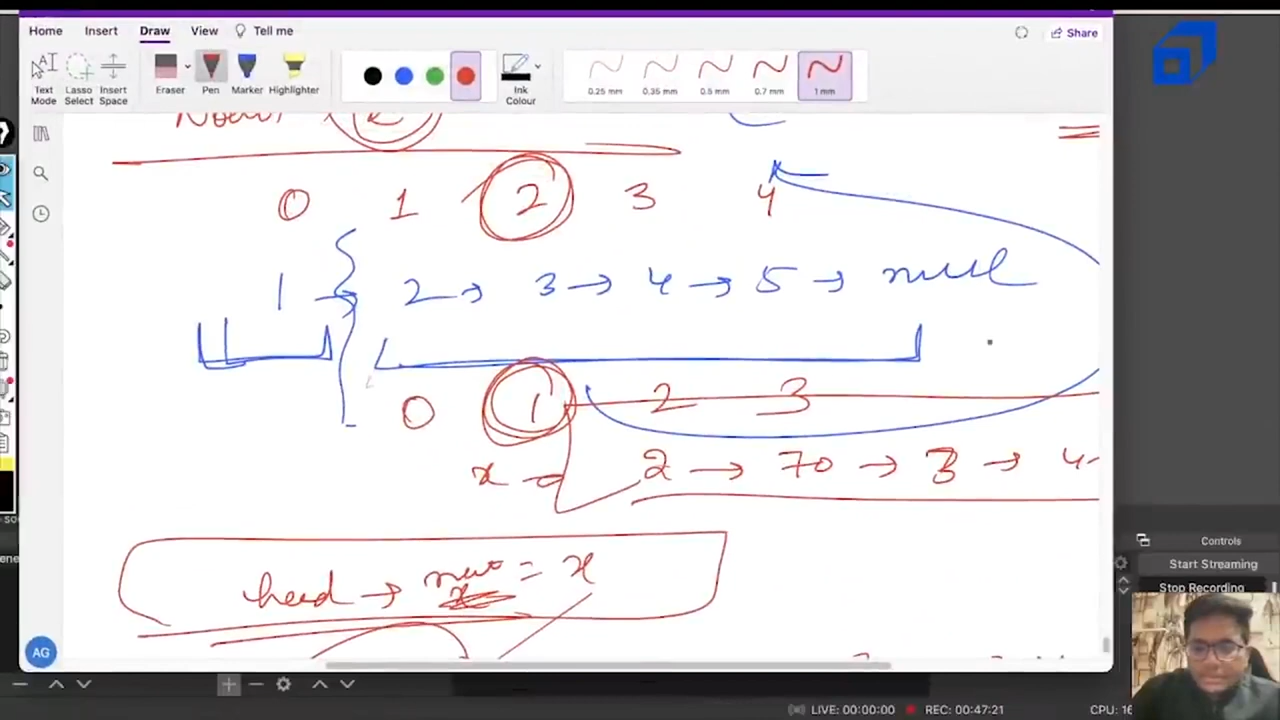 Home Insert Draw View Tell me Share
Text Mode Lasso Select Insert Space Eraser Pen Marker Highlighter Ink Colour 0.25 mm 0.35 mm 0.5 mm 0.7 mm 1 mm
0 1 2 3 4
1 → 2 → 3 → 4 → 5 → null
0 1 2 3
x 2 → 70 → 3 → 4
head → next = x
AG
Controls
Start Streaming
Stop Recording
LIVE: 00:00:00 REC: 00:47:21 CPU: 16